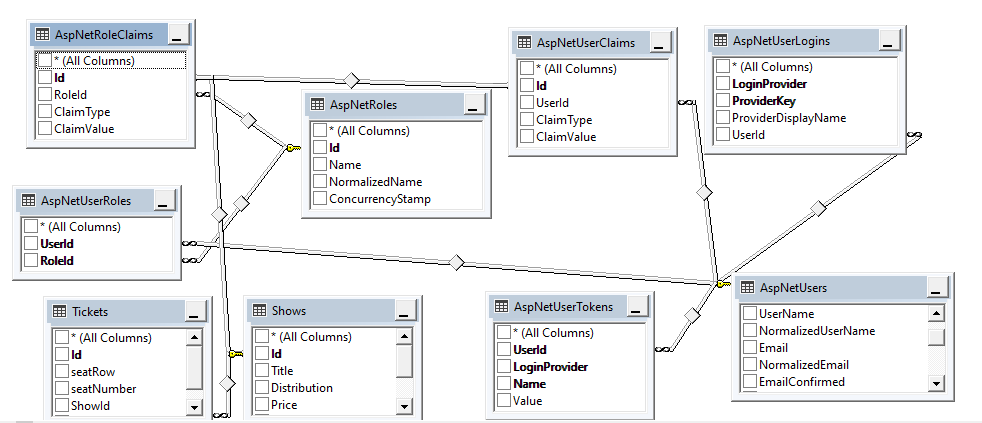 AspNetRoleClaims
* (All Columns)
Id
RoleId
ClaimType
ClaimValue
AspNetRoles
* (All Columns)
Id
Name
NormalizedName
ConcurrencyStamp
AspNetUserClaims
* (All Columns)
Id
UserId
ClaimType
ClaimValue
AspNetUserLogins
* (All Columns)
LoginProvider
ProviderKey
ProviderDisplayName
UserId
AspNetUserRoles
* (All Columns)
UserId
RoleId
Tickets
* (All Columns)
Id
seatRow
seatNumber
ShowId
Shows
* (All Columns)
Id
Title
Distribution
Price
AspNetUserTokens
* (All Columns)
UserId
LoginProvider
Name
Value
AspNetUsers
UserName
NormalizedUserName
Email
NormalizedEmail
EmailConfirmed